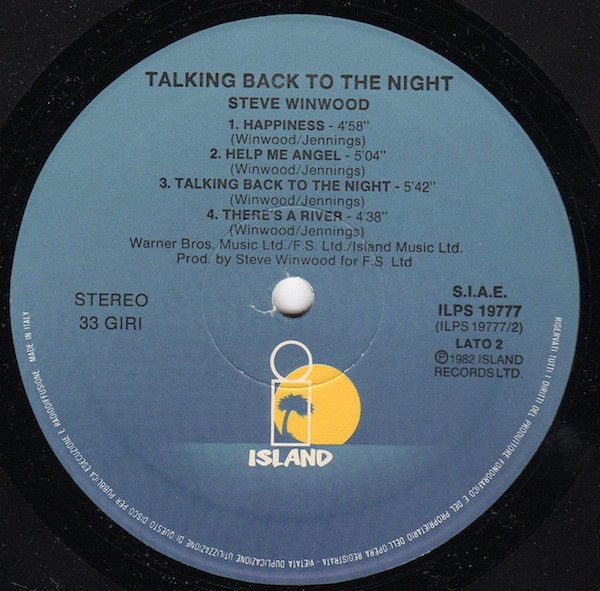 TALKING BACK TO THE NIGHT
STEVE WINWOOD
1. HAPPINESS - 4'58"
(Winwood/Jennings)
2. HELP ME ANGEL - 5'04"
(Winwood/Jennings)
3. TALKING BACK TO THE NIGHT - 5'42"
(Winwood/Jennings)
4. THERE'S A RIVER - 4'38"
(Winwood/Jennings)
Warner Bros. Music Ltd./F.S. Ltd./Island Music Ltd.
Prod. by Steve Winwood for F.S. Ltd
STEREO
33 GIRI
S.I.A.E.
ILPS 19777
(ILPS 19777/2)
LATO 2
Ⓟ1982 ISLAND
RECORDS LTD.
ISLAND
RISERVATI TUTTI I DIRITTI DEL PRODUTTORE FONOGRAFICO E DEL PROPRIETARIO DELL'OPERA REGISTRATA - VIETATA DUPLICAZIONE UTILIZZAZIONE DI QUESTO DISCO PER PUBBLICA ESECUZIONE E RADIODIFFUSIONE. MADE IN ITALY